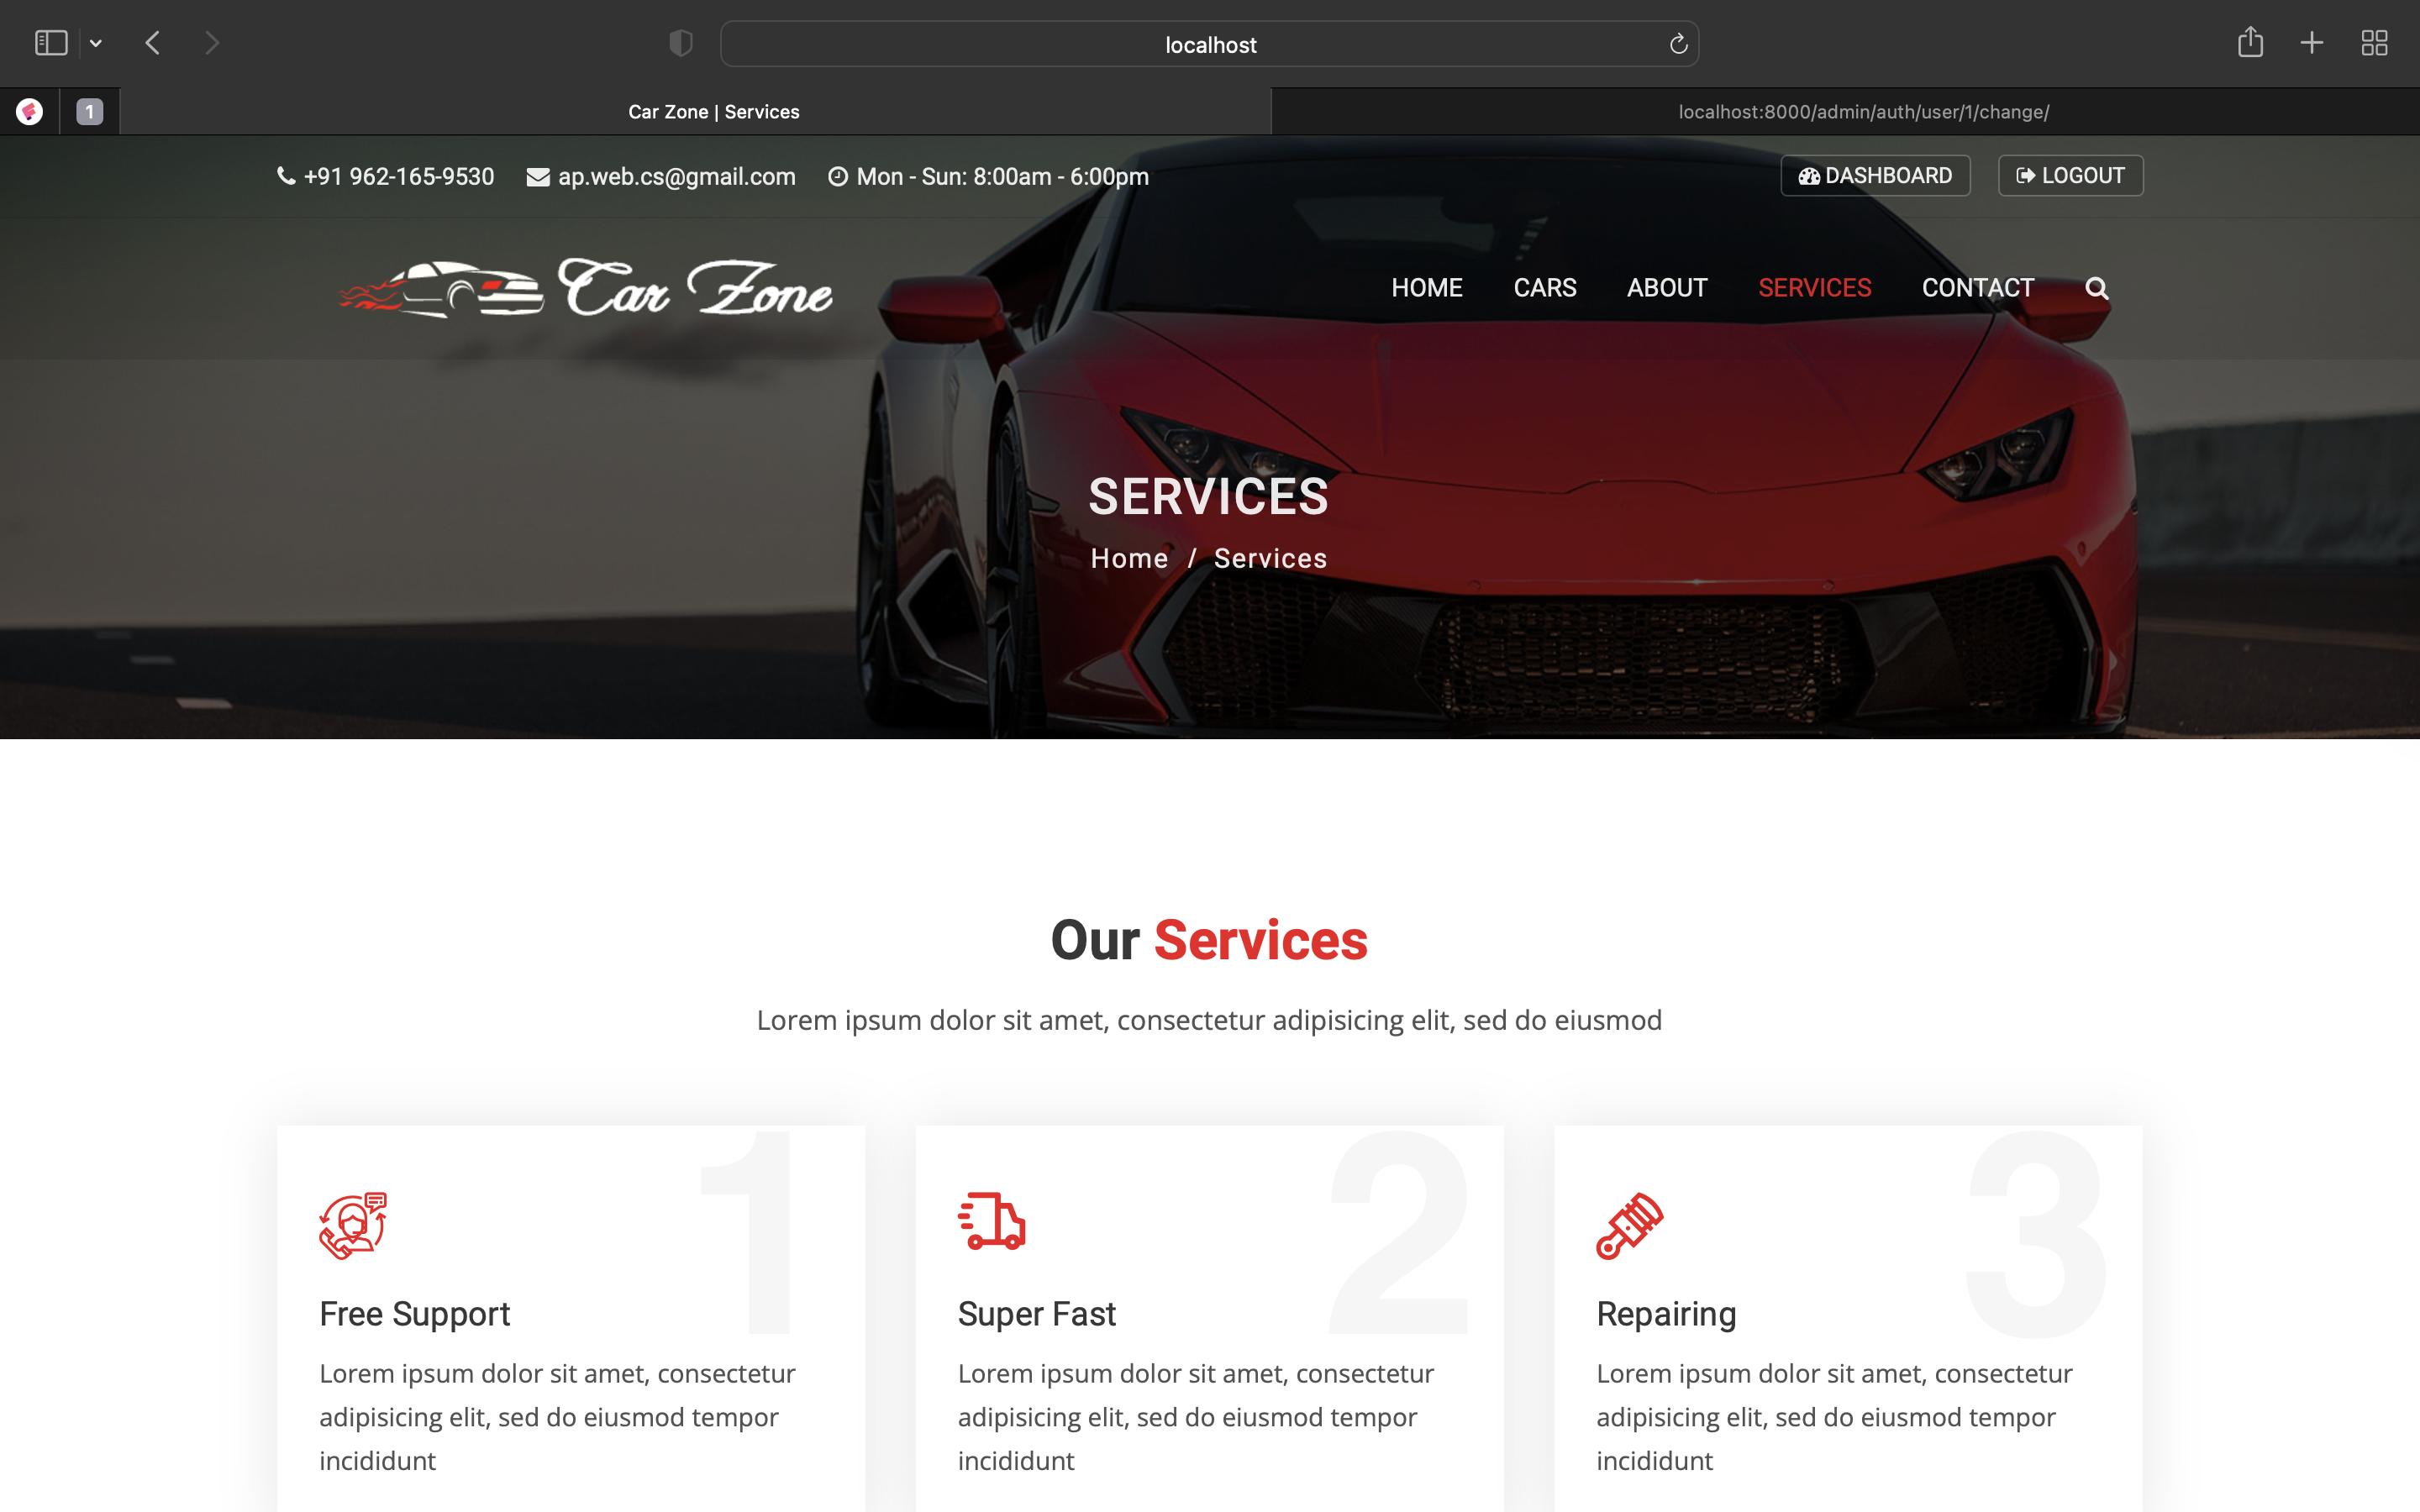 localhost
1
Car Zone | Services
localhost:8000/admin/auth/user/1/change/
+91 962-165-9530 ap.web.cs@gmail.com Mon - Sun: 8:00am - 6:00pm DASHBOARD LOGOUT
Car Zone
HOME CARS ABOUT SERVICES CONTACT
SERVICES
Home / Services
Our Services
Lorem ipsum dolor sit amet, consectetur adipisicing elit, sed do eiusmod
1
Free Support
Lorem ipsum dolor sit amet, consectetur
adipisicing elit, sed do eiusmod tempor
incididunt
2
Super Fast
Lorem ipsum dolor sit amet, consectetur
adipisicing elit, sed do eiusmod tempor
incididunt
3
Repairing
Lorem ipsum dolor sit amet, consectetur
adipisicing elit, sed do eiusmod tempor
incididunt